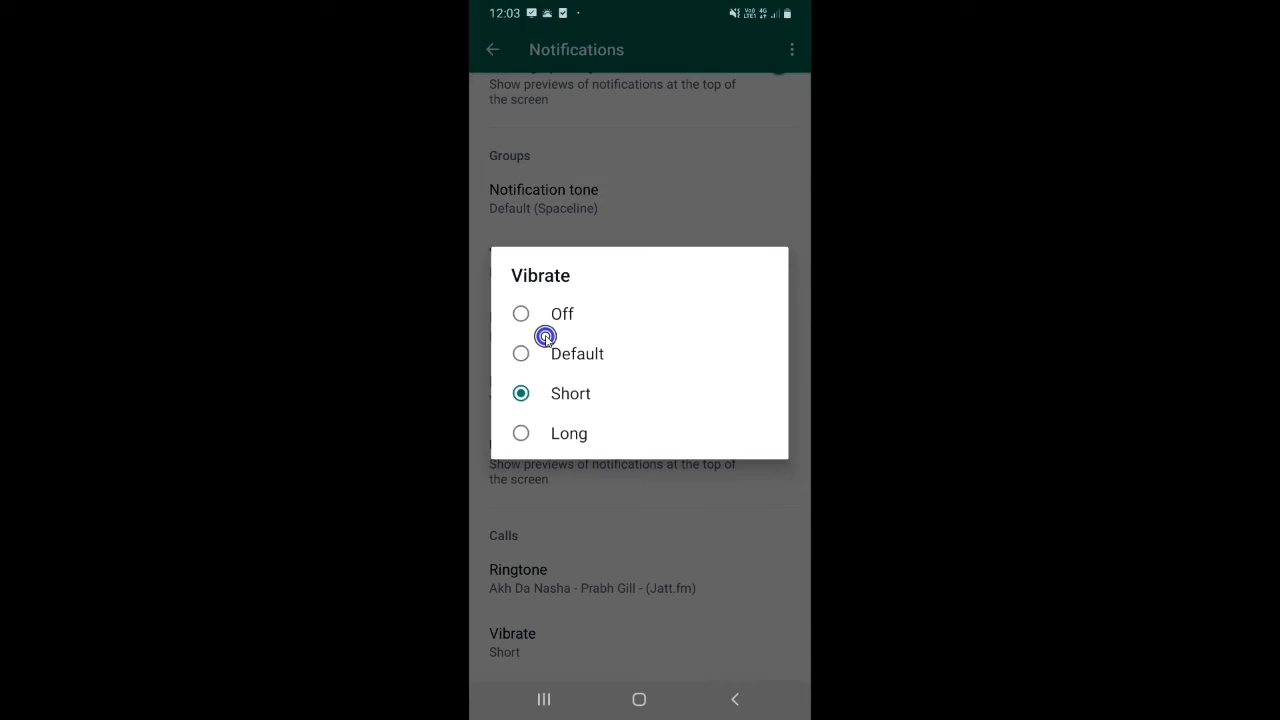 12:03
Notifications
Show previews of notifications at the top of
the screen
Groups
Notification tone
Default (Spaceline)
Vibrate
Off
Default
Short
Long
Show previews of notifications at the top of
the screen
Calls
Ringtone
Akh Da Nasha - Prabh Gill - (Jatt.fm)
Vibrate
Short